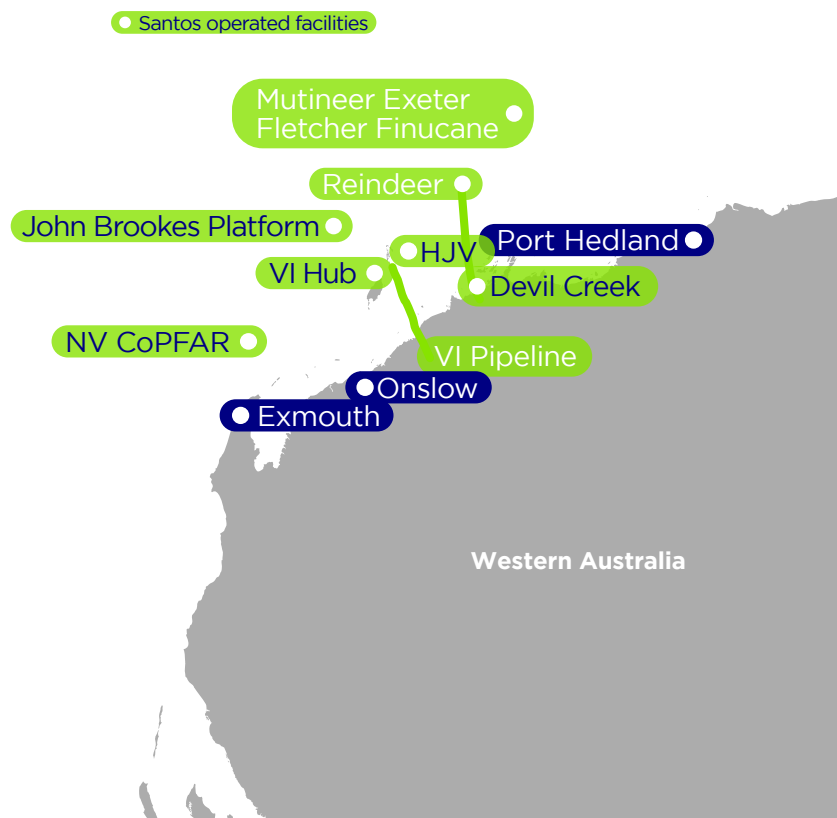 Santos operated facilities
Mutineer Exeter
Fletcher Finucane
Reindeer
John Brookes Platform
Port Hedland
HJV
VI Hub
Devil Creek
NV CoPFAR
VI Pipeline
Onslow
Exmouth
Western Australia